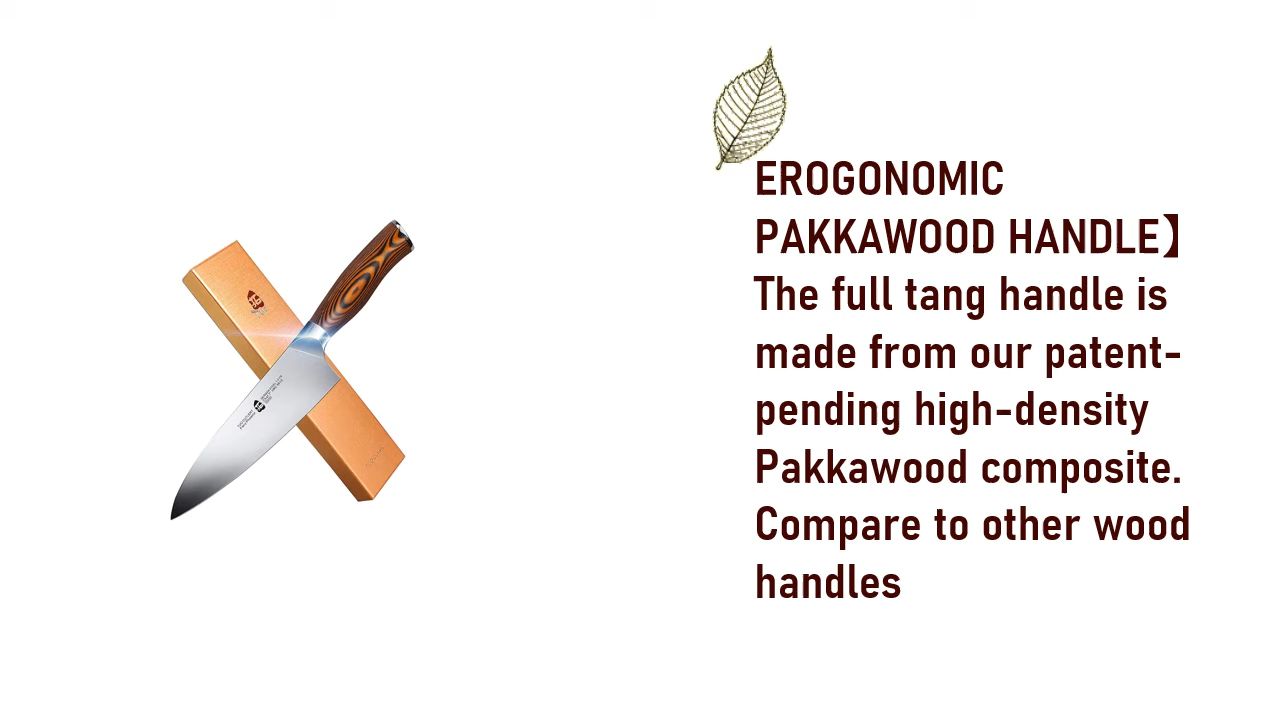 EROGONOMIC
PAKKAWOOD HANDLE】
The full tang handle is
made from our patent-
pending high-density
Pakkawood composite.
Compare to other wood
handles